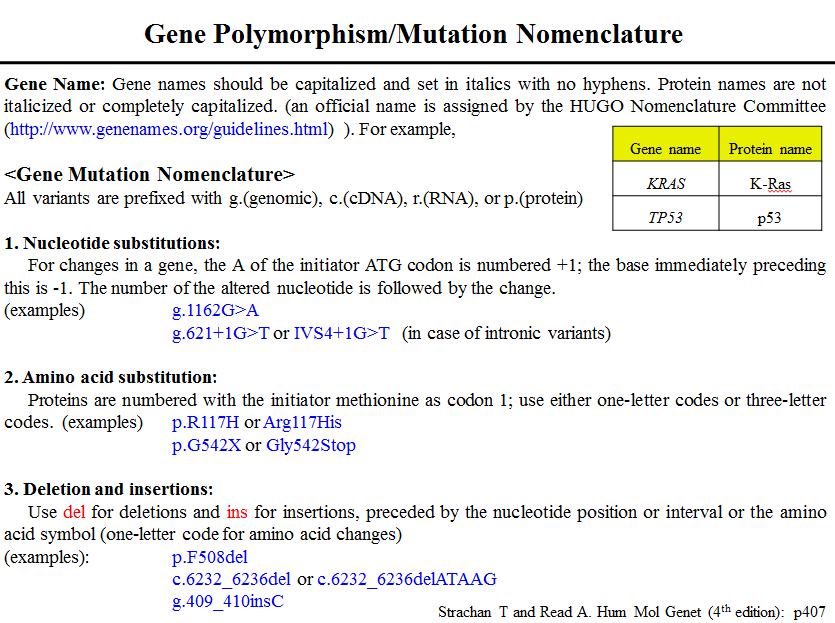 Gene Polymorphism/Mutation Nomenclature
Gene Name: Gene names should be capitalized and set in italics with no hyphens. Protein names are not
italicized or completely capitalized. (an official name is assigned by the HUGO Nomenclature Committee
(http://www.genenames.org/guidelines.html) ). For example,
Gene name Protein name
KRAS K-Ras
TP53 p53
<Gene Mutation Nomenclature>
All variants are prefixed with g.(genomic), c.(cDNA), r.(RNA), or p.(protein)
1. Nucleotide substitutions:
For changes in a gene, the A of the initiator ATG codon is numbered +1; the base immediately preceding
this is -1. The number of the altered nucleotide is followed by the change.
(examples) g.1162G>A
g.621+1G>T or IVS4+1G>T (in case of intronic variants)
2. Amino acid substitution:
Proteins are numbered with the initiator methionine as codon 1; use either one-letter codes or three-letter
codes. (examples) p.R117H or Arg117His
p.G542X or Gly542Stop
3. Deletion and insertions:
Use del for deletions and ins for insertions, preceded by the nucleotide position or interval or the amino
acid symbol (one-letter code for amino acid changes)
(examples): p.F508del
c.6232_6236del or c.6232_6236delATAAG
g.409_410insC
Strachan T and Read A. Hum Mol Genet (4th edition): p407